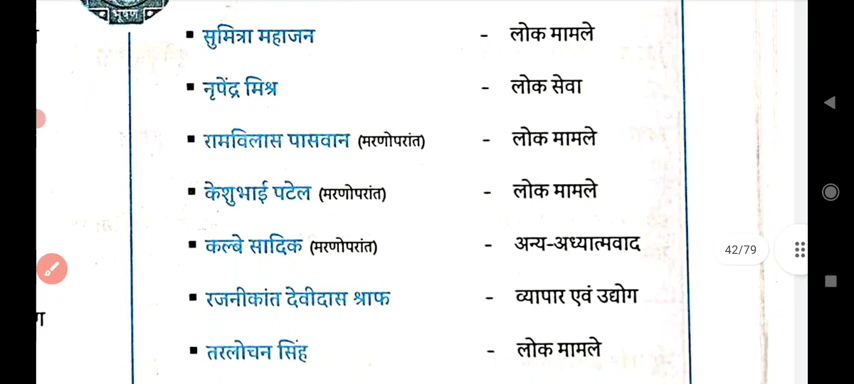 भूषण
▪ सुमित्रा महाजन - लोक मामले
▪ नृपेंद्र मिश्र - लोक सेवा
▪ रामविलास पासवान (मरणोपरांत) - लोक मामले
▪ केशुभाई पटेल (मरणोपरांत) - लोक मामले
▪ कल्बे सादिक (मरणोपरांत) - अन्य-अध्यात्मवाद
42/79
▪ रजनीकांत देवीदास श्राफ - व्यापार एवं उद्योग
▪ तरलोचन सिंह - लोक मामले